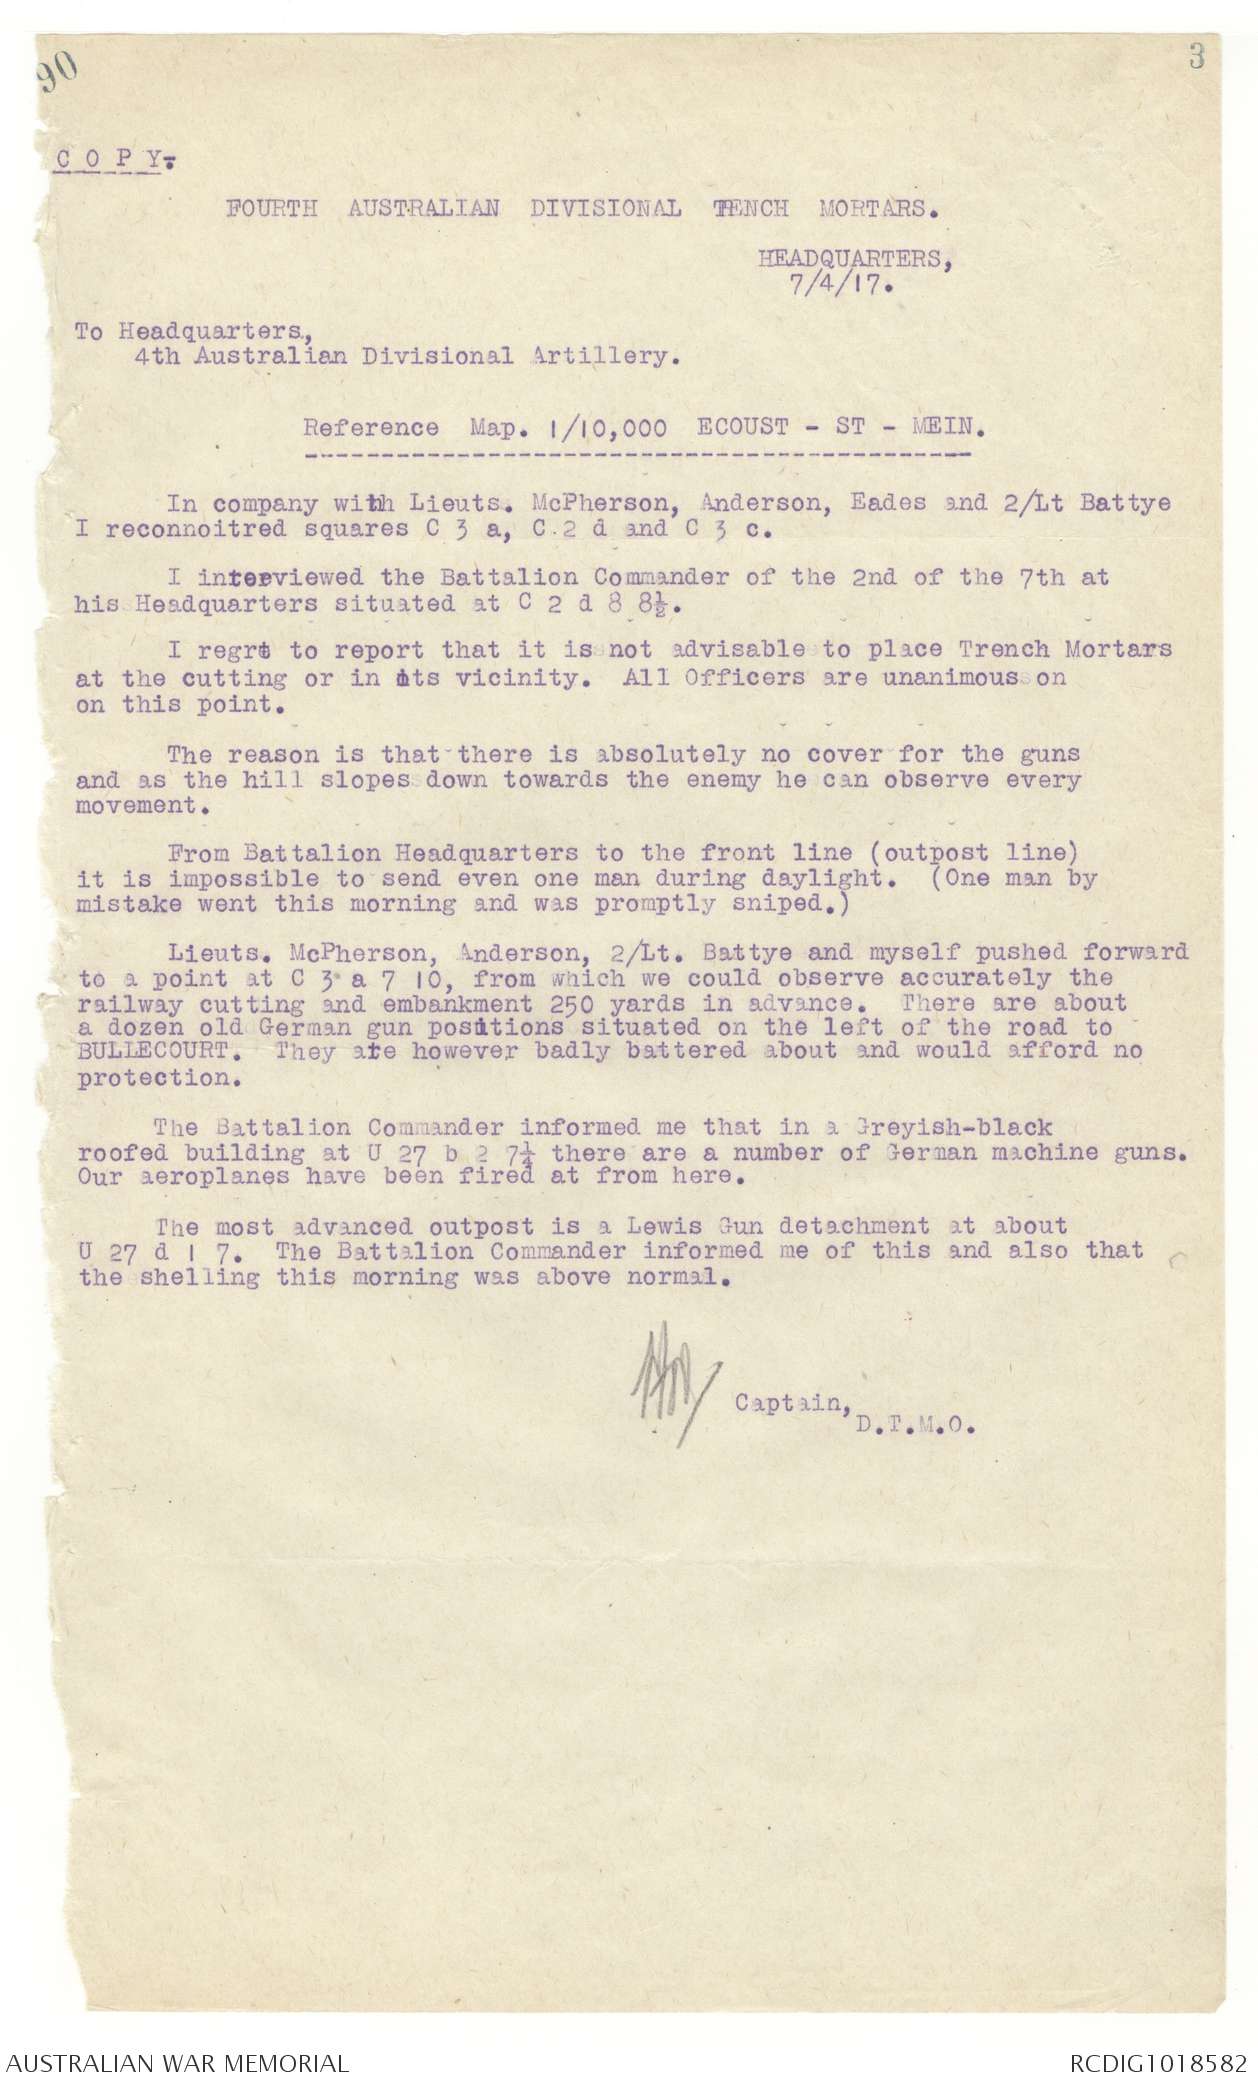 90
3
C O P Y.
FOURTH AUSTRALIAN DIVISIONAL TRENCH MORTARS.
HEADQUARTERS,
7/4/17.
To Headquarters,
4th Australian Divisional Artillery.
Reference Map. 1/10,000 ECOUST - ST - MEIN.
In company with Lieuts. McPherson, Anderson, Eades and 2/Lt Battye
I reconnoitred squares C 3 a, C 2 d and C 3 c.
I interviewed the Battalion Commander of the 2nd of the 7th at
his Headquarters situated at C 2 d 8 8½.
I regret to report that it is not advisable to place Trench Mortars
at the cutting or in its vicinity. All Officers are unanimous on
on this point.
The reason is that there is absolutely no cover for the guns
and as the hill slopes down towards the enemy he can observe every
movement.
From Battalion Headquarters to the front line (outpost line)
it is impossible to send even one man during daylight. (One man by
mistake went this morning and was promptly sniped.)
Lieuts. McPherson, Anderson, 2/Lt. Battye and myself pushed forward
to a point at C 3 a 7 10, from which we could observe accurately the
railway cutting and embankment 250 yards in advance. There are about
a dozen old German gun positions situated on the left of the road to
BULLECOURT. They are however badly battered about and would afford no
protection.
The Battalion Commander informed me that in a Greyish-black
roofed building at U 27 b 2 7¼ there are a number of German machine guns.
Our aeroplanes have been fired at from here.
The most advanced outpost is a Lewis Gun detachment at about
U 27 d 1 7. The Battalion Commander informed me of this and also that
the shelling this morning was above normal.
Captain,
D.T.M.O.
AUSTRALIAN WAR MEMORIAL
RCDIG1018582